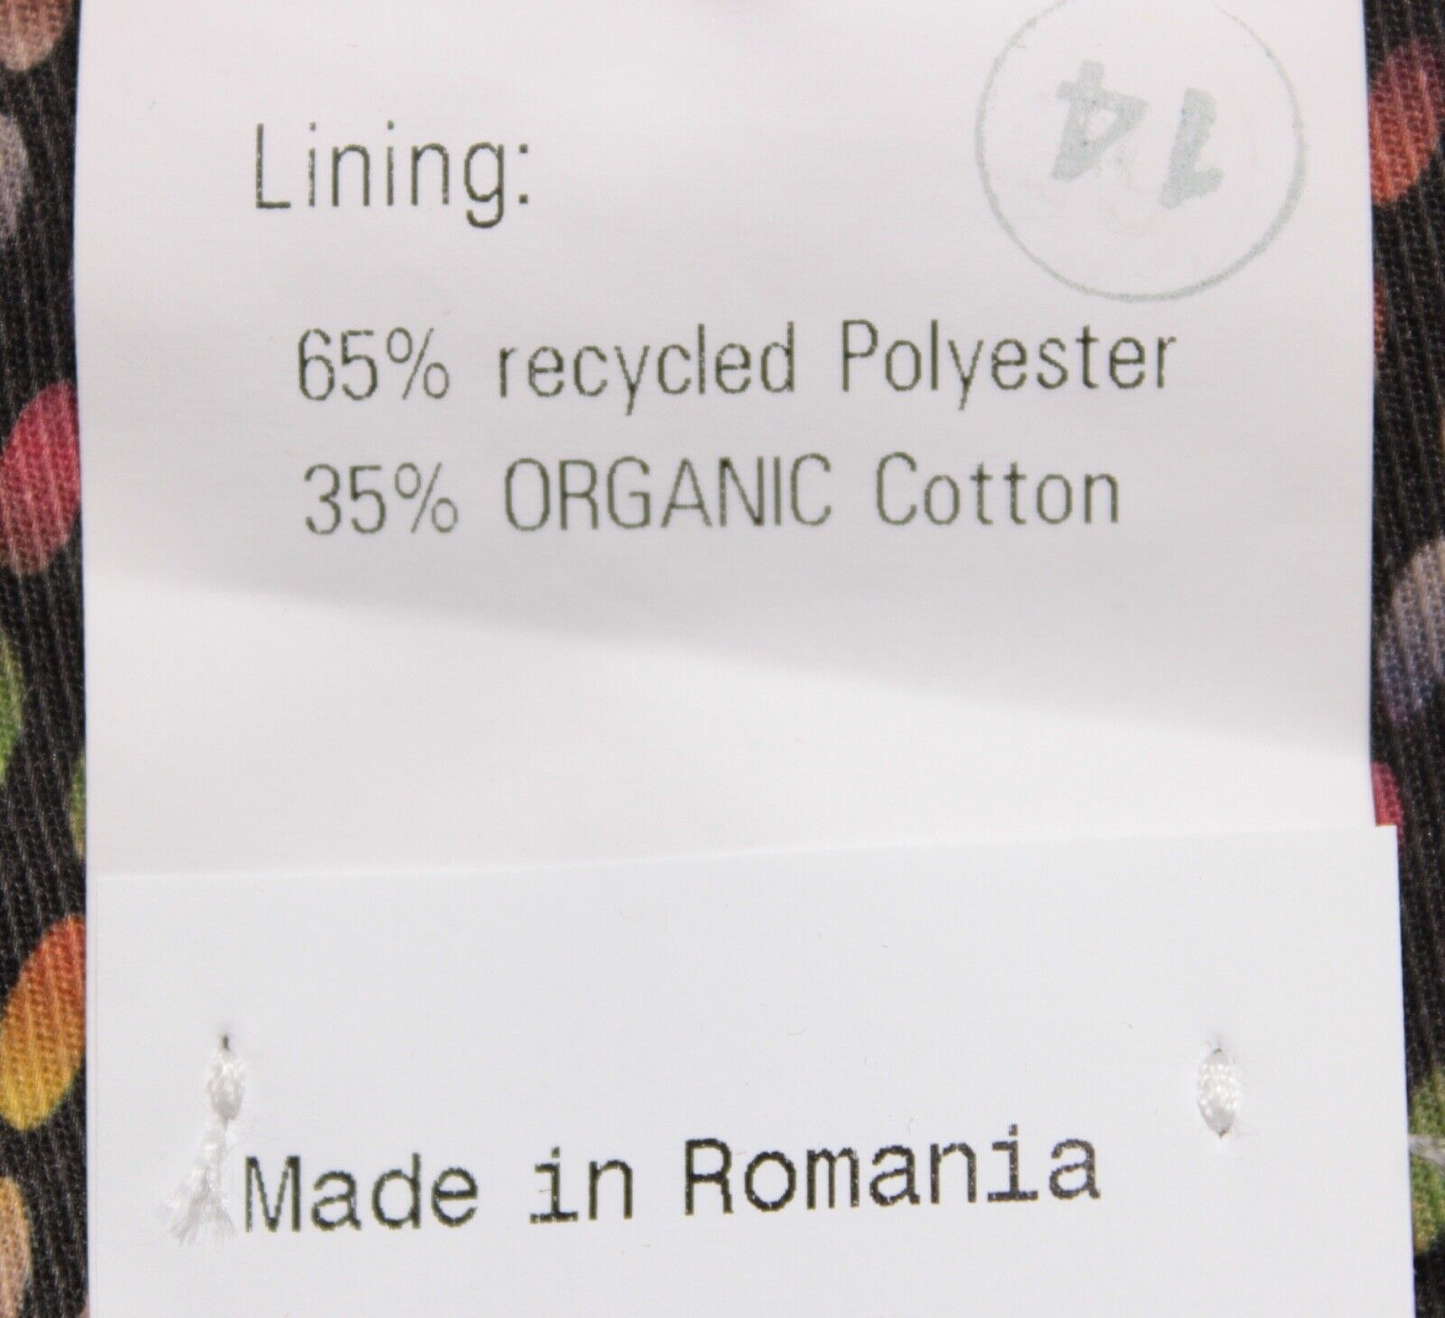 14
Lining:
65% recycled Polyester
35% ORGANIC Cotton
Made in Romania